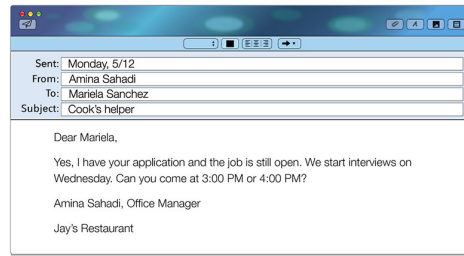 Sent: Monday, 5/12
From: Amina Sahadi
To: Mariela Sanchez
Subject: Cook's helper
Dear Mariela,
Yes, I have your application and the job is still open. We start interviews on
Wednesday. Can you come at 3:00 PM or 4:00 PM?
Amina Sahadi, Office Manager
Jay's Restaurant